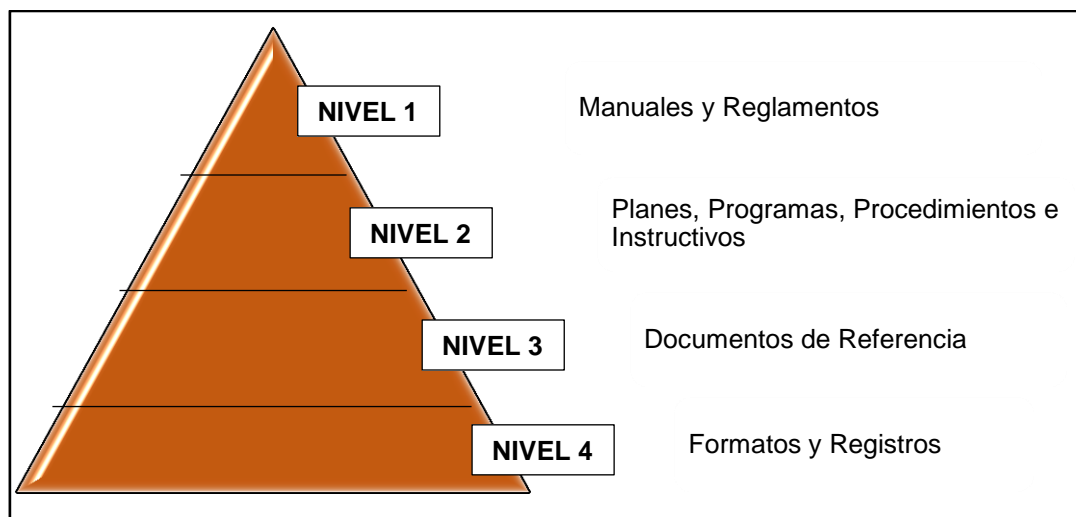 NIVEL 1
Manuales y Reglamentos
NIVEL 2
Planes, Programas, Procedimientos e
Instructivos
NIVEL 3
Documentos de Referencia
NIVEL 4
Formatos y Registros